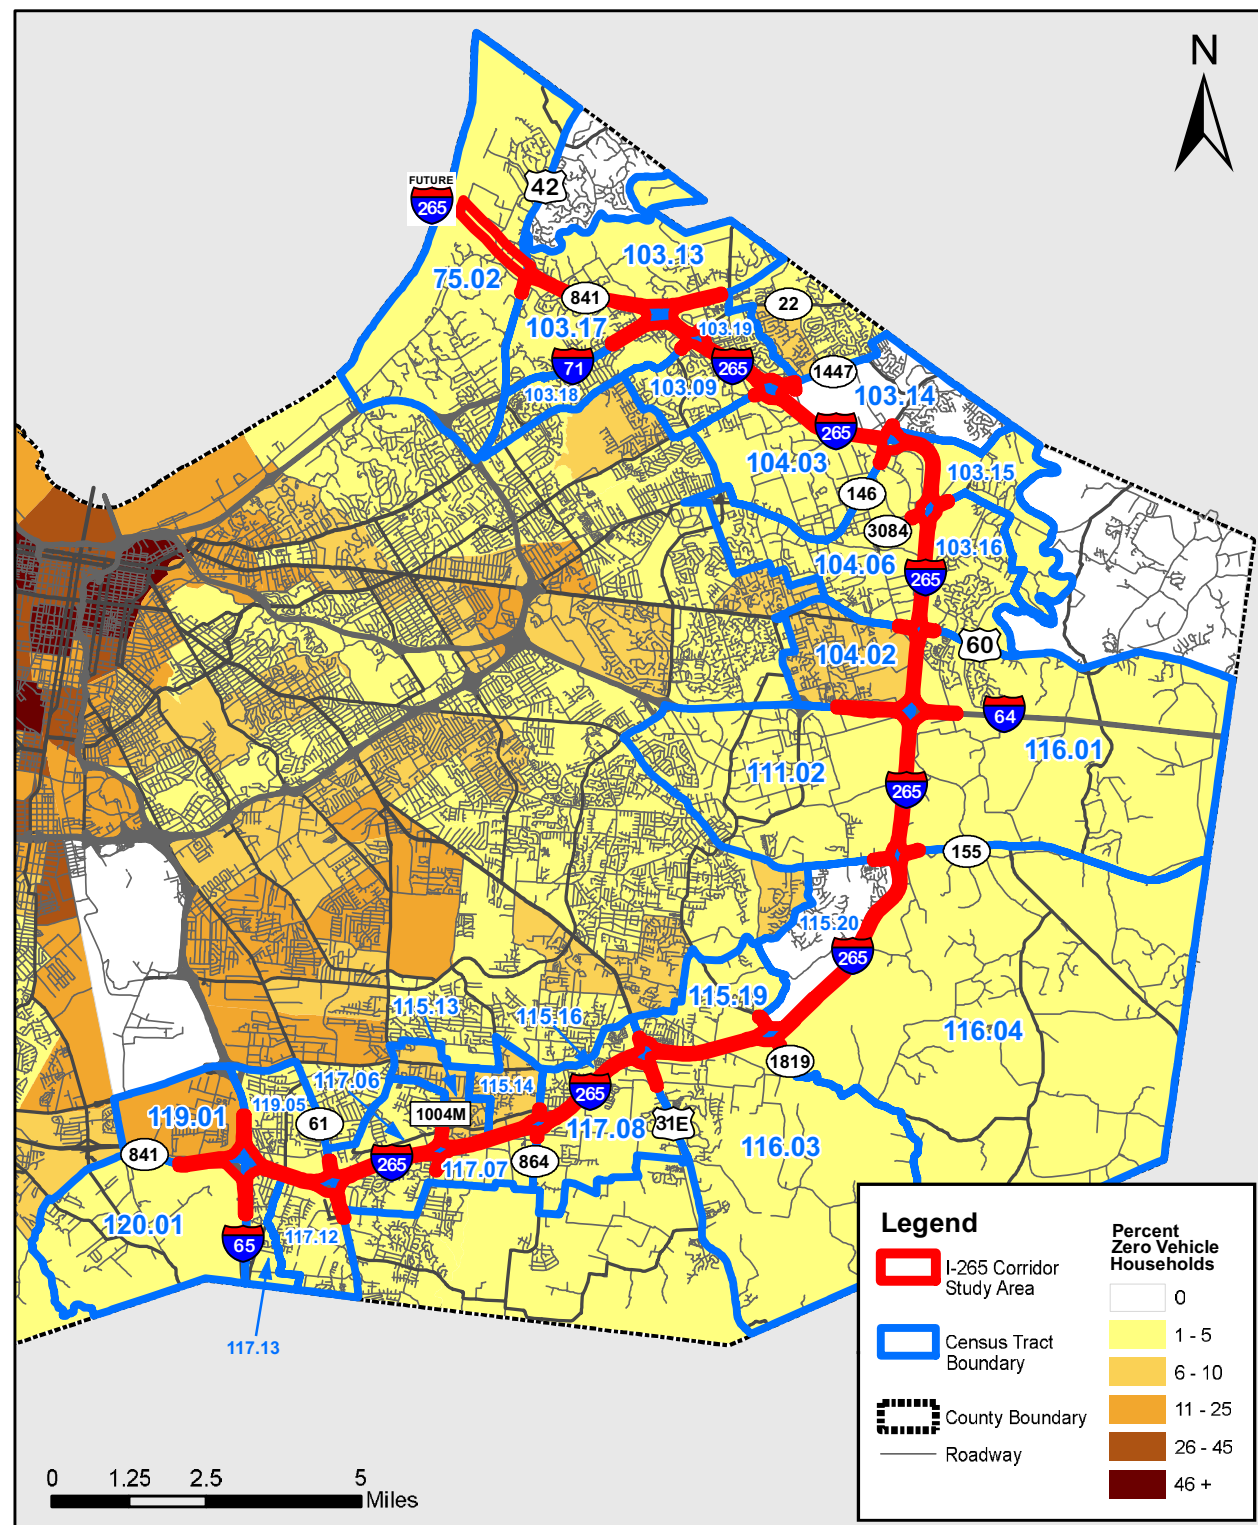 N
FUTURE
265
42
75.02
103.13
841
22
103.17
103.19
71
265
1447
103.18
103.09
103.14
265
104.03
103.15
146
3084
103.16
104.06
265
60
104.02
64
116.01
111.02
265
155
115.20
265
115.19
115.13
115.16
116.04
1819
117.06
115.14
265
119.05
1004M
119.01
61
31E
117.08
841
116.03
265
117.07
864
120.01
65
117.12
117.13
Legend
I-265 Corridor
Study Area
Census Tract
Boundary
County Boundary
Roadway
Percent
Zero Vehicle
Households
0
1 - 5
6 - 10
11 - 25
26 - 45
46 +
0 1.25 2.5 5
Miles